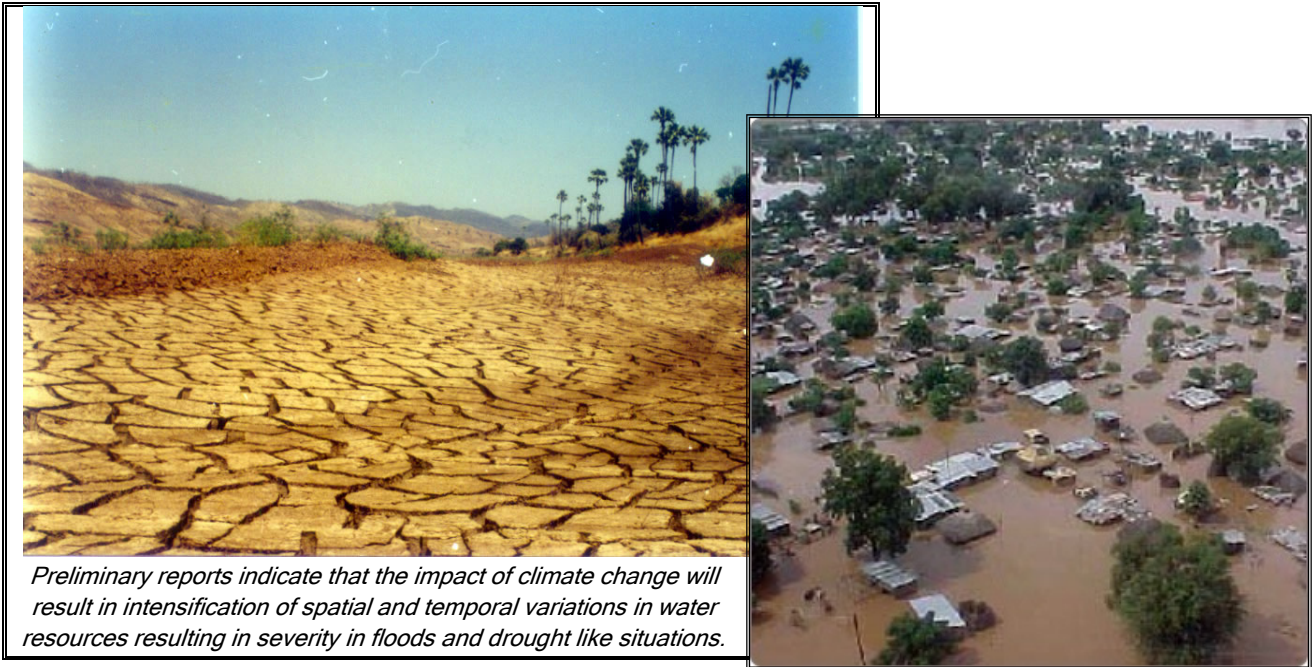 Preliminary reports indicate that the impact of climate change will
result in intensification of spatial and temporal variations in water
resources resulting in severity in floods and drought like situations.